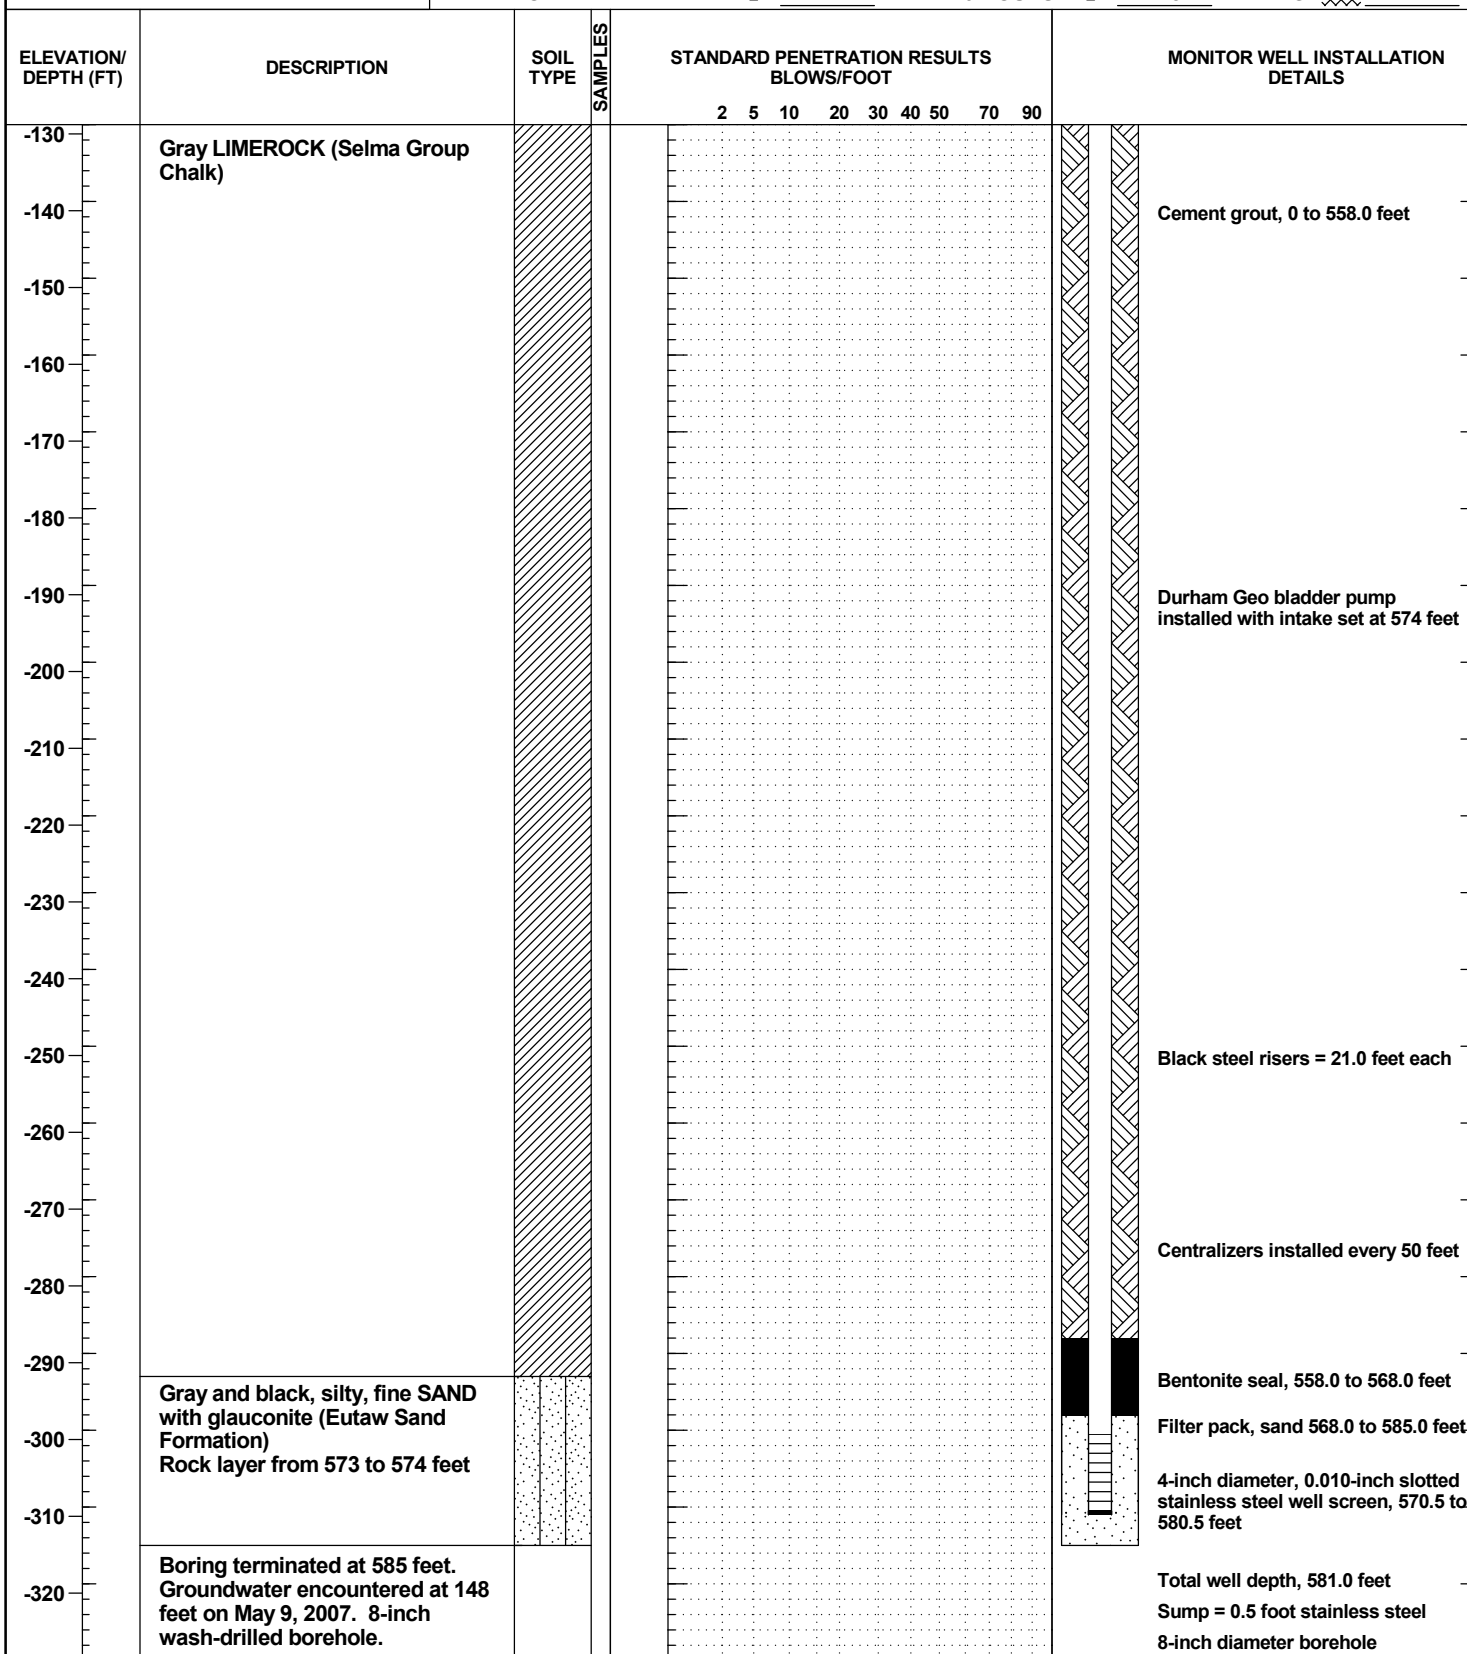 ELEVATION/
DEPTH (FT)
DESCRIPTION
SOIL
TYPE
SAMPLES
STANDARD PENETRATION RESULTS
BLOWS/FOOT
2 5 10 20 30 40 50 70 90
MONITOR WELL INSTALLATION
DETAILS
-130
-140
-150
-160
-170
-180
-190
-200
-210
-220
-230
-240
-250
-260
-270
-280
-290
-300
-310
-320
Gray LIMEROCK (Selma Group
Chalk)
Gray and black, silty, fine SAND
with glauconite (Eutaw Sand
Formation)
Rock layer from 573 to 574 feet
Boring terminated at 585 feet.
Groundwater encountered at 148
feet on May 9, 2007. 8-inch
wash-drilled borehole.
Cement grout, 0 to 558.0 feet
Durham Geo bladder pump
installed with intake set at 574 feet
Black steel risers = 21.0 feet each
Centralizers installed every 50 feet
Bentonite seal, 558.0 to 568.0 feet
Filter pack, sand 568.0 to 585.0 feet
4-inch diameter, 0.010-inch slotted
stainless steel well screen, 570.5 to
580.5 feet
Total well depth, 581.0 feet
Sump = 0.5 foot stainless steel
8-inch diameter borehole